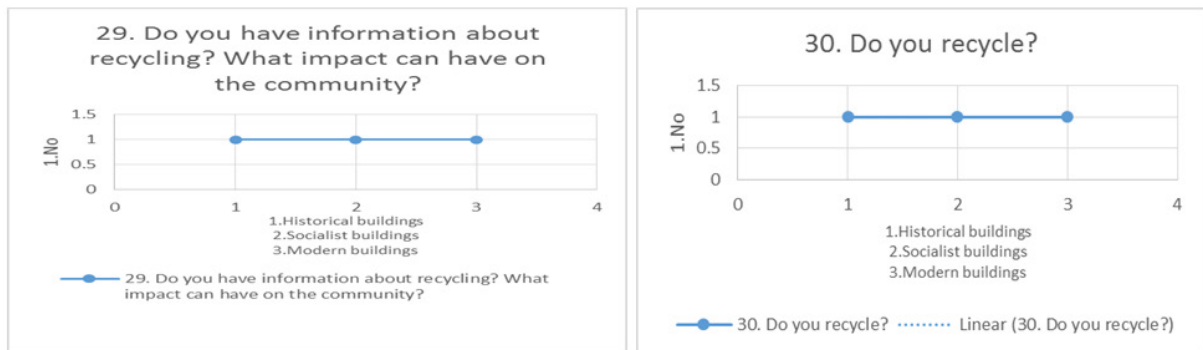 29. Do you have information about
recycling? What impact can have on
the community?
1.5
1
0.5
0
1.No
0 1 2 3 4
1.Historical buildings
2.Socialist buildings
3.Modern buildings
29. Do you have information about recycling? What
impact can have on the community?
30. Do you recycle?
1.5
1
0.5
0
1.No
0 1 2 3 4
1.Historical buildings
2.Socialist buildings
3.Modern buildings
30. Do you recycle? Linear (30. Do you recycle?)